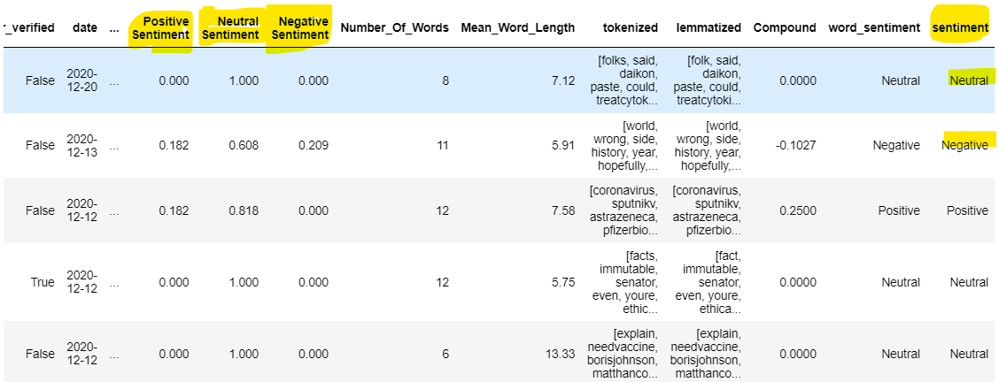 r_verified date ... Positive Sentiment Neutral Sentiment Negative Sentiment Number_Of_Words Mean_Word_Length tokenized lemmatized Compound word_sentiment sentiment
False 2020-12-20 ... 0.000 1.000 0.000 8 7.12 [folks, said, daikon, paste, could, treatcytok... [folk, said, daikon, paste, could, treatcytoki... 0.0000 Neutral Neutral
False 2020-12-13 ... 0.182 0.608 0.209 11 5.91 [world, wrong, side, history, year, hopefully,... [world, wrong, side, history, year, hopefully,... -0.1027 Negative Negative
False 2020-12-12 ... 0.182 0.818 0.000 12 7.58 [coronavirus, sputnikv, astrazeneca, pfizerbio... [coronavirus, sputnikv, astrazeneca, pfizerbio... 0.2500 Positive Positive
True 2020-12-12 ... 0.000 1.000 0.000 12 5.75 [facts, immutable, senator, even, youre, ethic... [fact, immutable, senator, even, youre, ethica... 0.0000 Neutral Neutral
False 2020-12-12 ... 0.000 1.000 0.000 6 13.33 [explain, needvaccine, borisjohnson, matthanco... [explain, needvaccine, borisjohnson, matthanco... 0.0000 Neutral Neutral